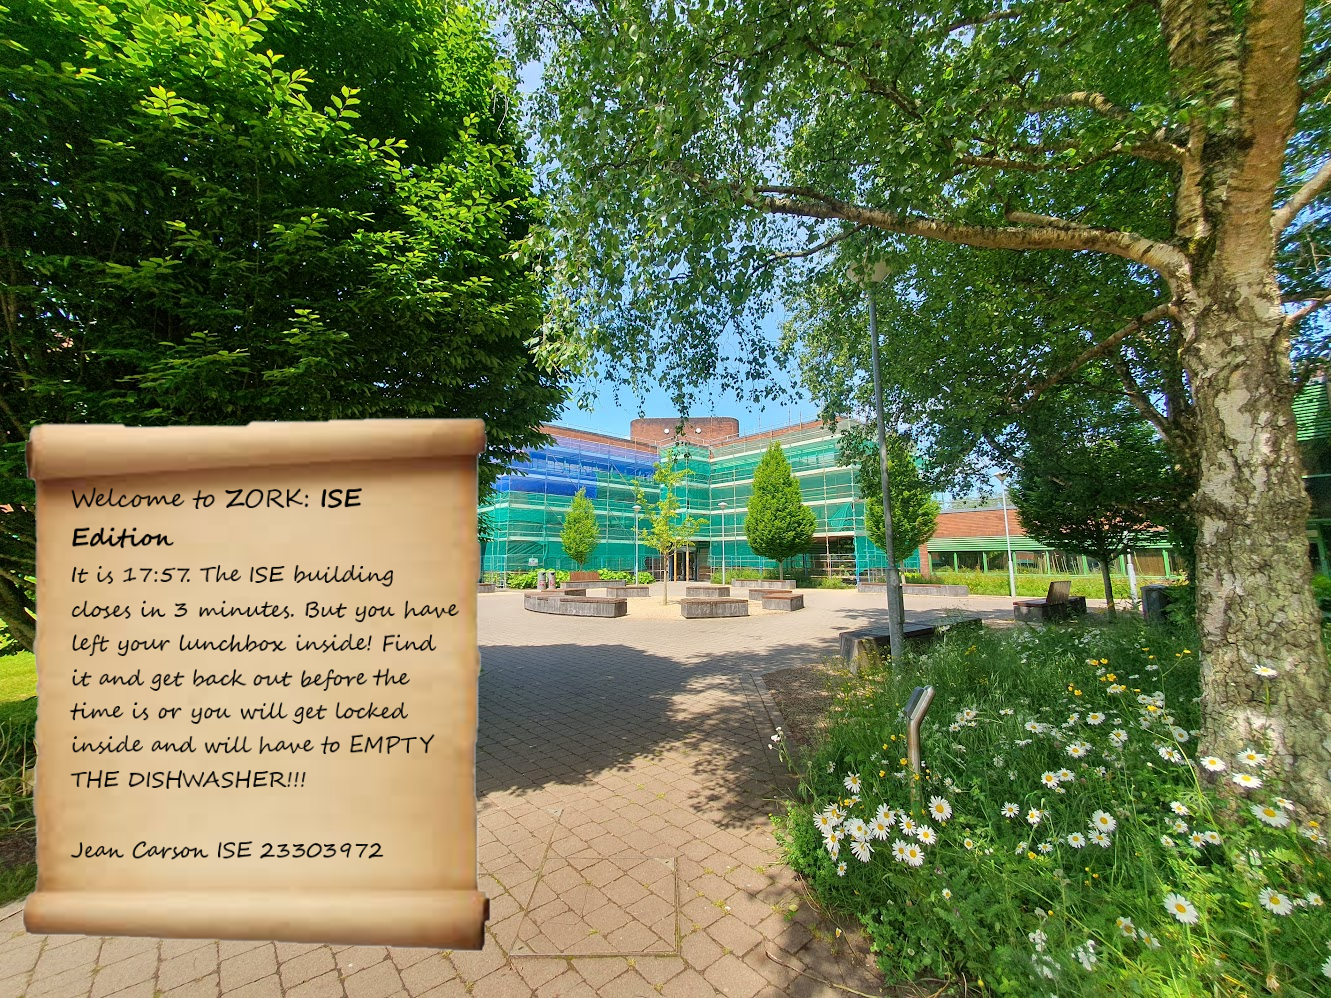 Welcome to ZORK: ISE
Edition
It is 17:57. The ISE building
closes in 3 minutes. But you have
left your lunchbox inside! Find
it and get back out before the
time is or you will get locked
inside and will have to EMPTY
THE DISHWASHER!!!
Jean Carson ISE 23303972